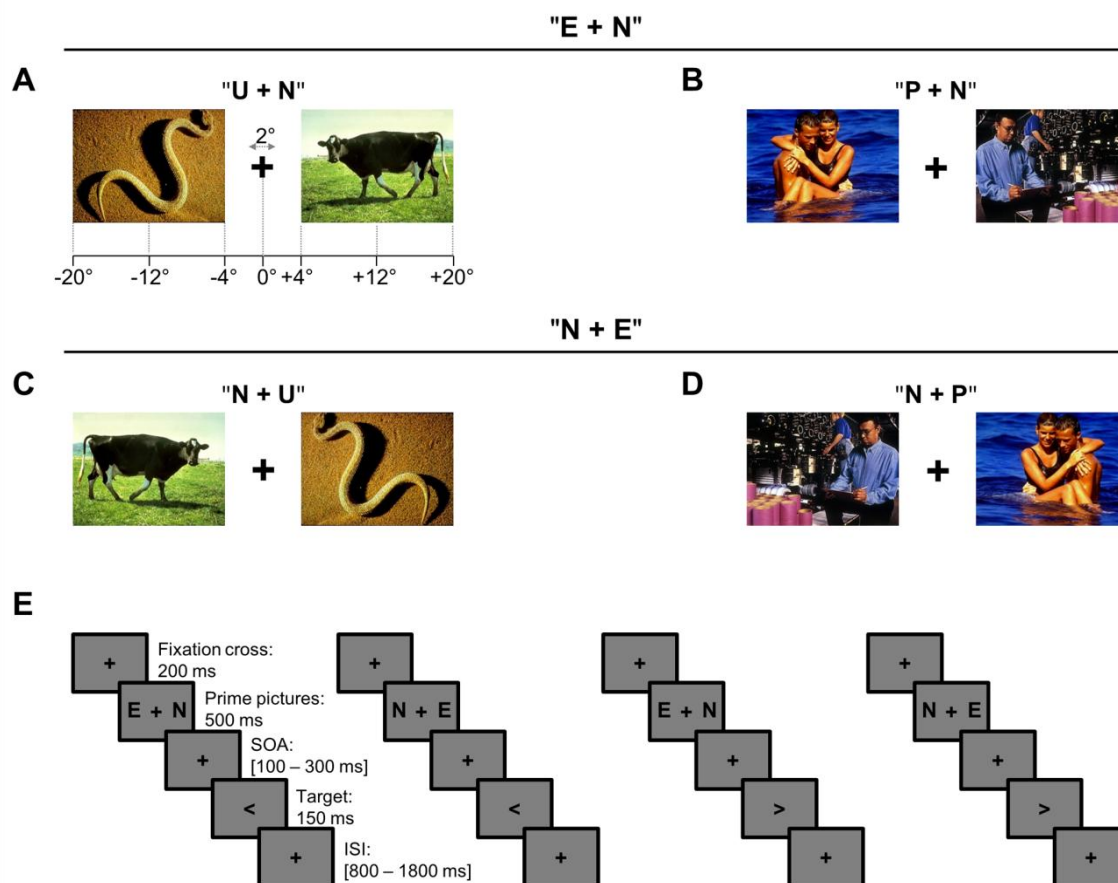 "E + N"
A
"U + N"
B
"P + N"
2°
+
+
-20° -12° -4° 0° +4° +12° +20°
"N + E"
C
"N + U"
D
"N + P"
+
+
E
+
Fixation cross:
200 ms
E + N
Prime pictures:
500 ms
+
SOA:
[100 – 300 ms]
<
Target:
150 ms
+
ISI:
[800 – 1800 ms]
+
N + E
+
<
+
+
E + N
+
>
+
+
N + E
+
>
+